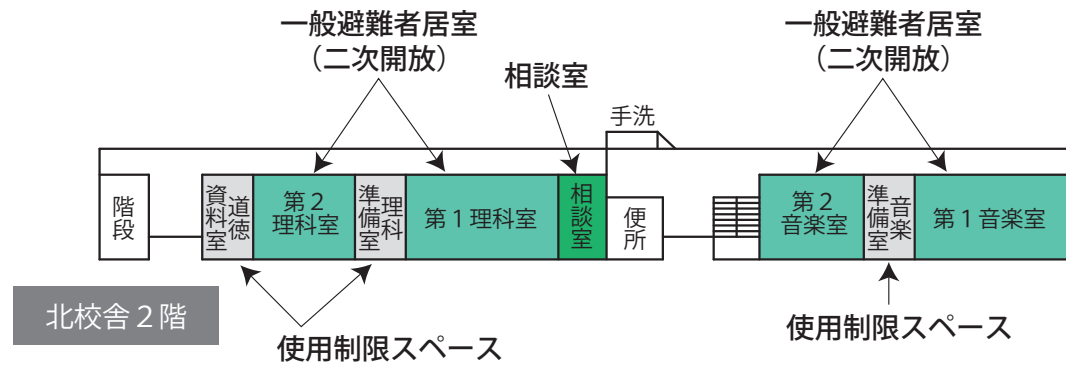 一般避難者居室
（二次開放）
相談室
一般避難者居室
（二次開放）
手洗
階段
道徳
資料室
第２
理科室
理科
準備室
第１理科室
相談室
便所
第２
音楽室
音楽
準備室
第１音楽室
北校舎２階
使用制限スペース
使用制限スペース